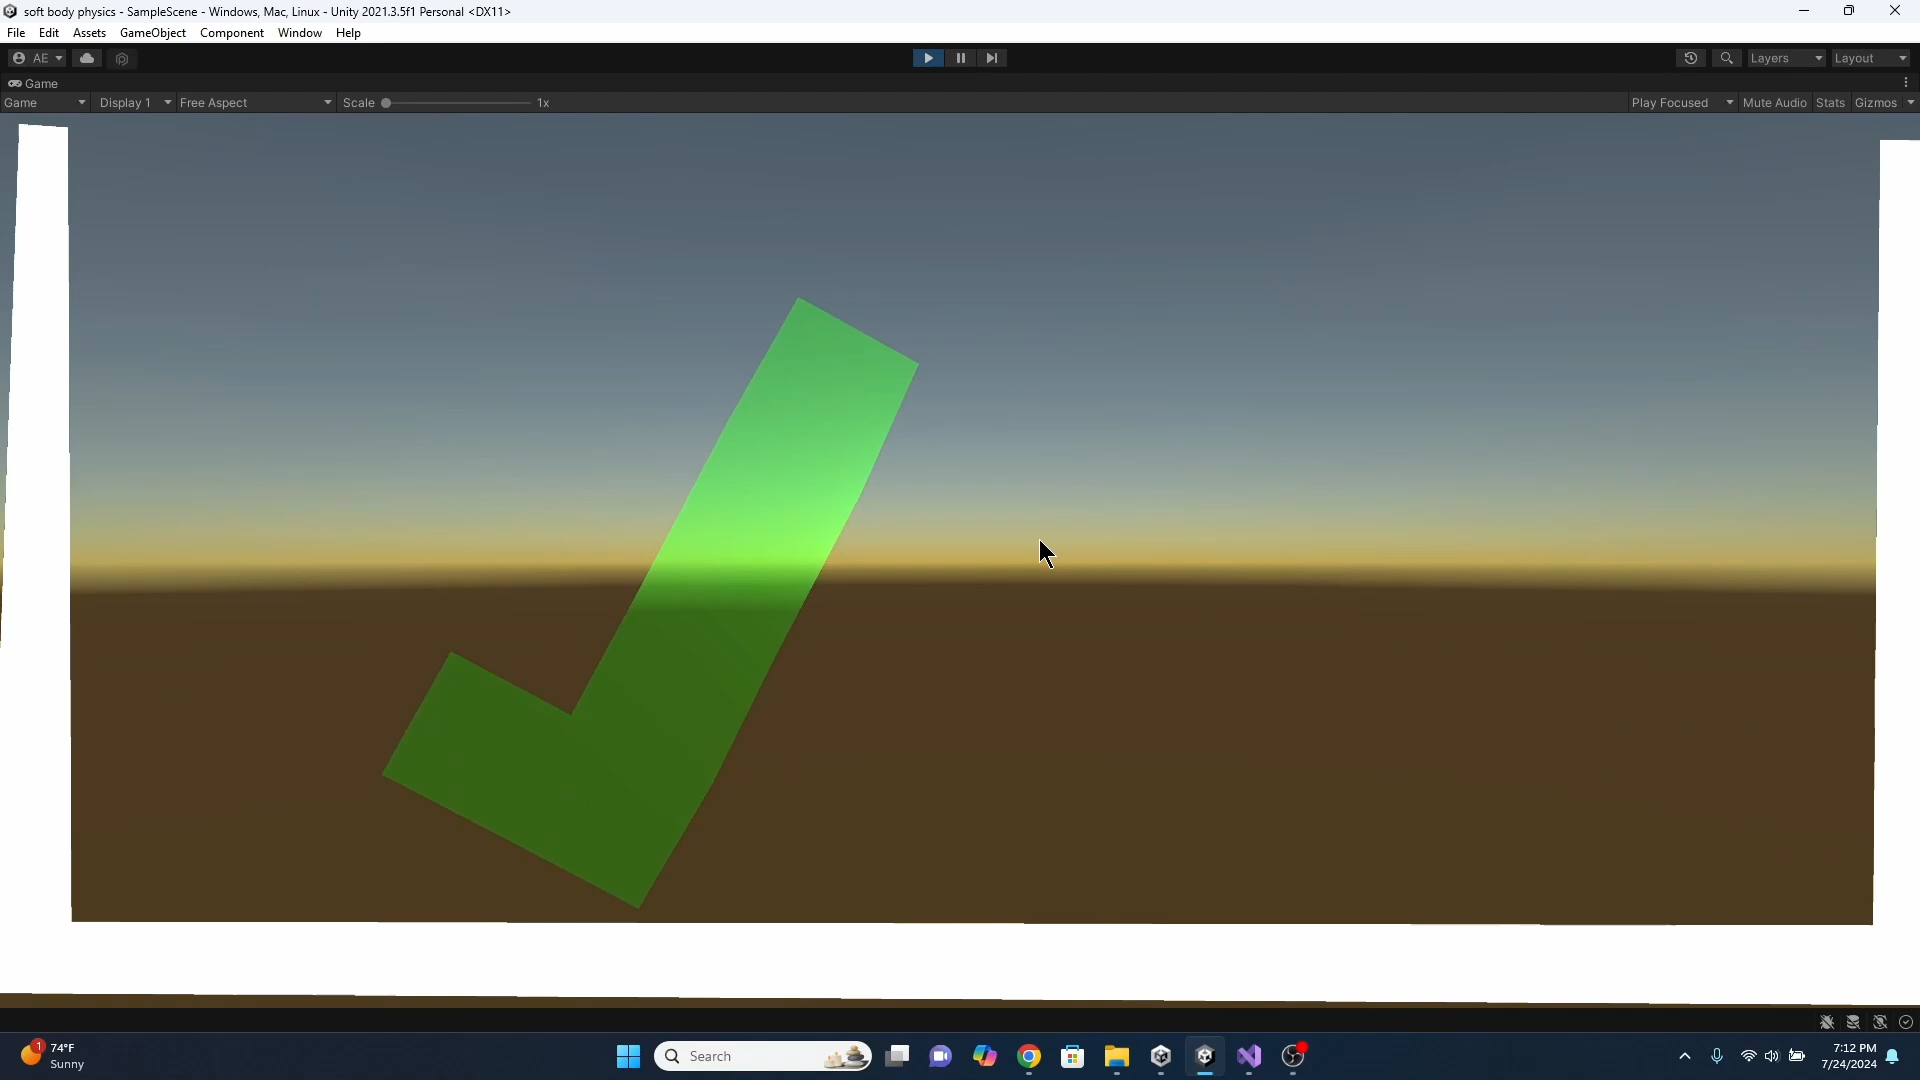 soft body physics - SampleScene - Windows, Mac, Linux - Unity 2021.3.5f1 Personal <DX11>
File Edit Assets GameObject Component Window Help
AE Layers Layout
Game
Game Display 1 Free Aspect Scale 1x Play Focused Mute Audio Stats Gizmos
1 74°F
Sunny
Search
7:12 PM
7/24/2024